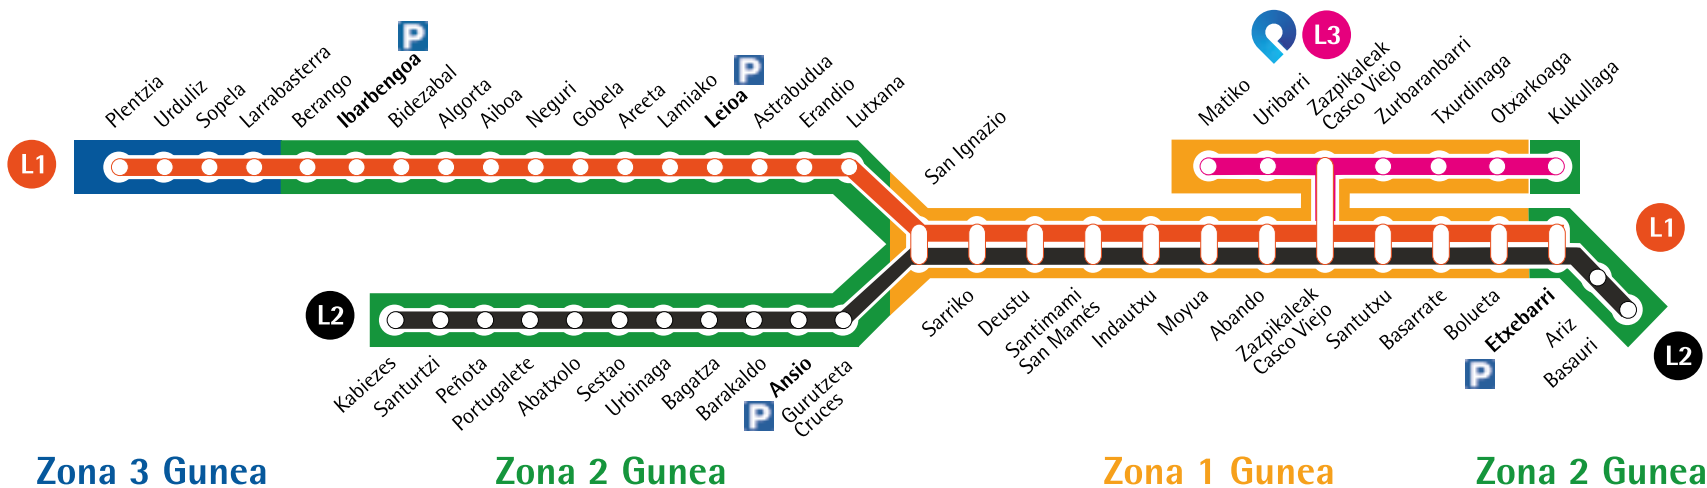 P
L3
P
Plentzia
Urduliz
Sopela
Larrabasterra
Berango
Ibarbengoa
Bidezabal
Algorta
Aiboa
Neguri
Gobela
Areeta
Lamiako
Leioa
Astrabudua
Erandio
Lutxana
San Ignazio
Matiko
Uribarri
Zazpikaleak
Casco Viejo
Zurbaranbarri
Txurdinaga
Otxarkoaga
Kukullaga
L1
L1
L2
Sarriko
Deustu
Santimami
San Mamés
Indautxu
Moyua
Abando
Zazpikaleak
Casco Viejo
Santutxu
Basarrate
Bolueta
Etxebarri
Ariz
Basauri
P
L2
Kabiezes
Santurtzi
Peñota
Portugalete
Abatxolo
Sestao
Urbinaga
Bagatza
Barakaldo
Ansio
Gurutzeta
Cruces
P
Zona 3 Gunea
Zona 2 Gunea
Zona 1 Gunea
Zona 2 Gunea